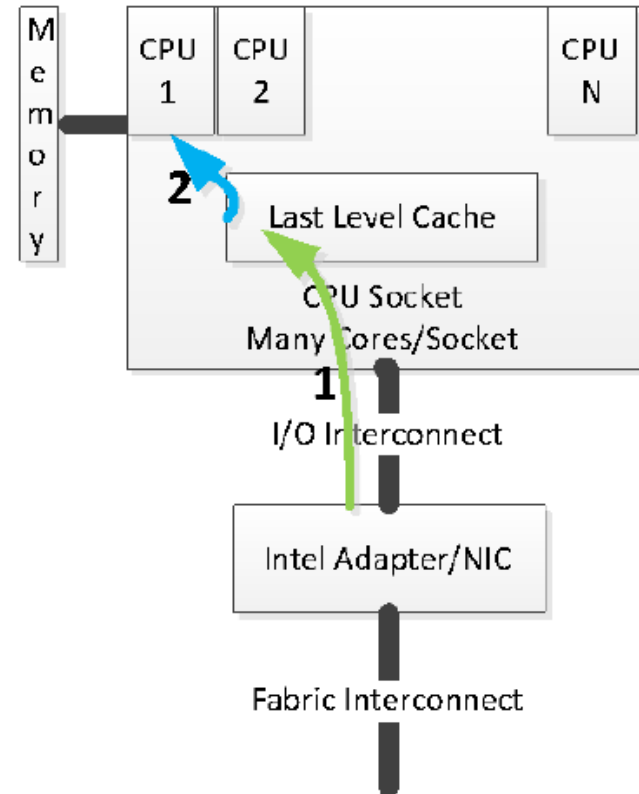 Memory
CPU
1
CPU
2
CPU
N
2
Last Level Cache
CPU Socket
Many Cores/Socket
1
I/O Interconnect
Intel Adapter/NIC
Fabric Interconnect